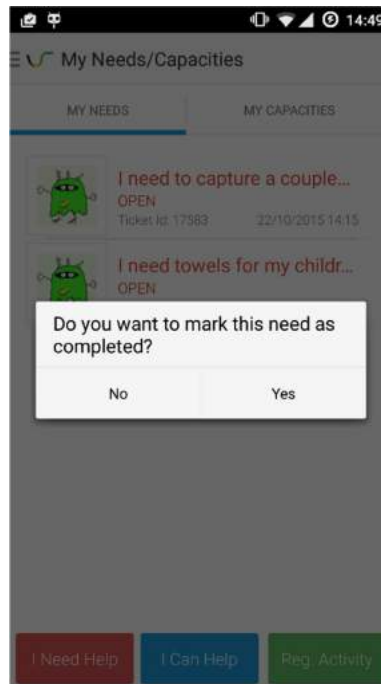 14:49
My Needs/Capacities
MY NEEDS
MY CAPACITIES
I need to capture a couple...
OPEN
Ticket Id: 17583 22/10/2015 14:15
I need towels for my childr...
OPEN
Do you want to mark this need as
completed?
No
Yes
I Need Help
I Can Help
Reg. Activity